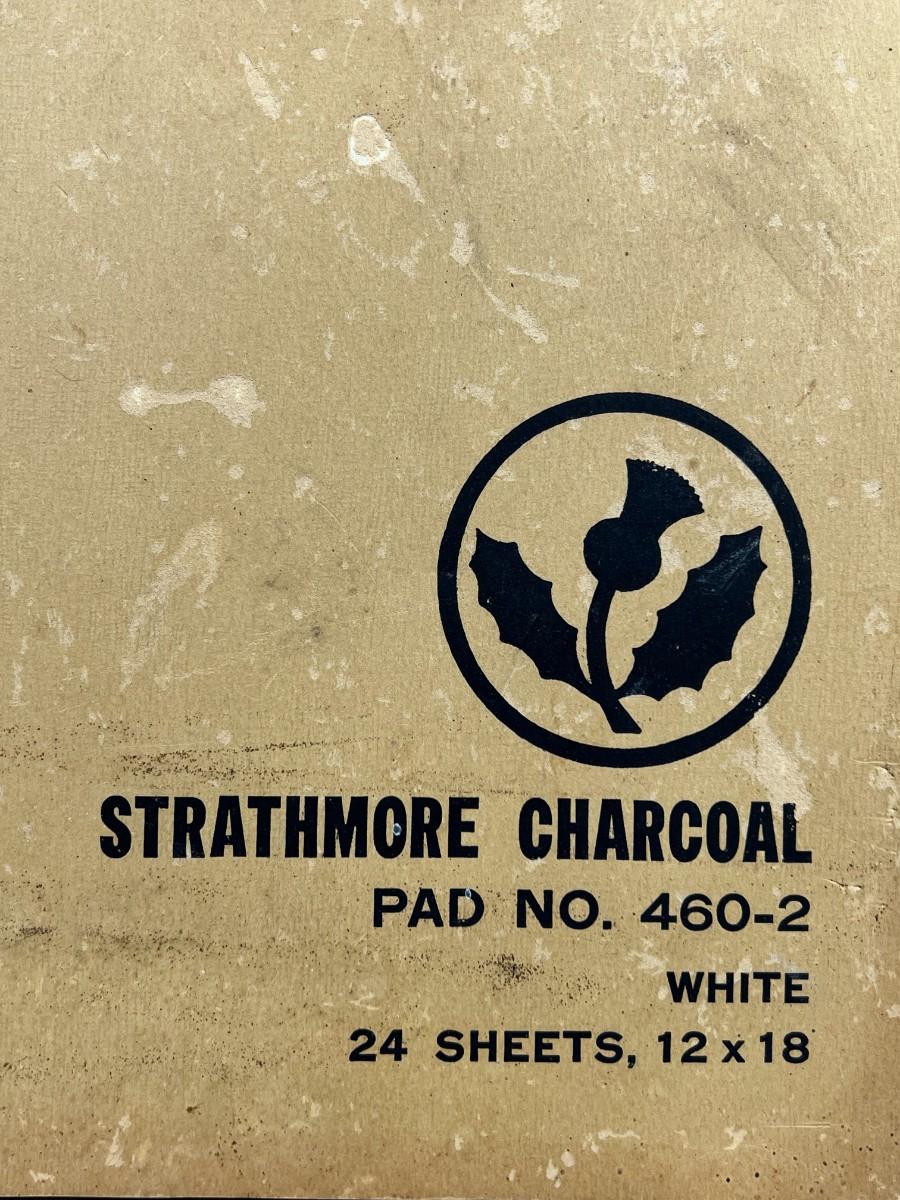 STRATHMORE CHARCOAL
PAD NO. 460-2
WHITE
24 SHEETS, 12 x 18